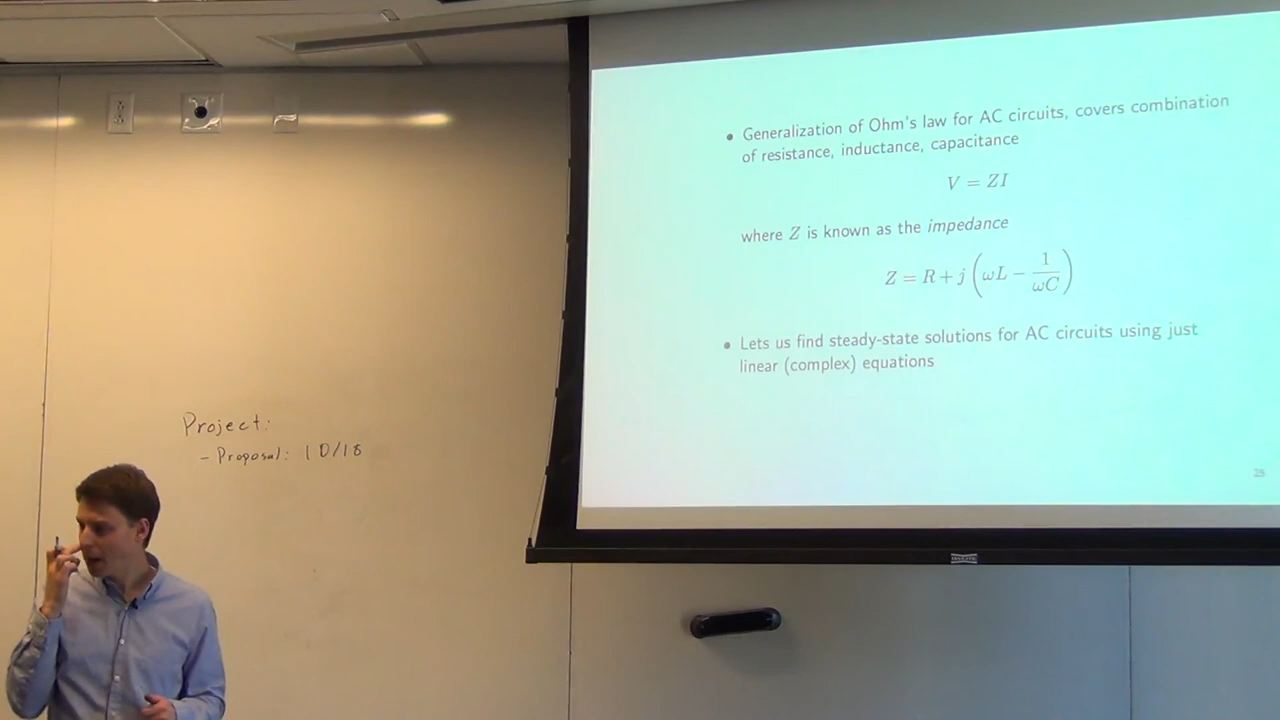 • Generalization of Ohm's law for AC circuits, covers combination
of resistance, inductance, capacitance
V = ZI
where Z is known as the impedance
Z = R + j (ωL − 1/ωC)
• Lets us find steady-state solutions for AC circuits using just
linear (complex) equations
Project:
- Proposal: 10/18